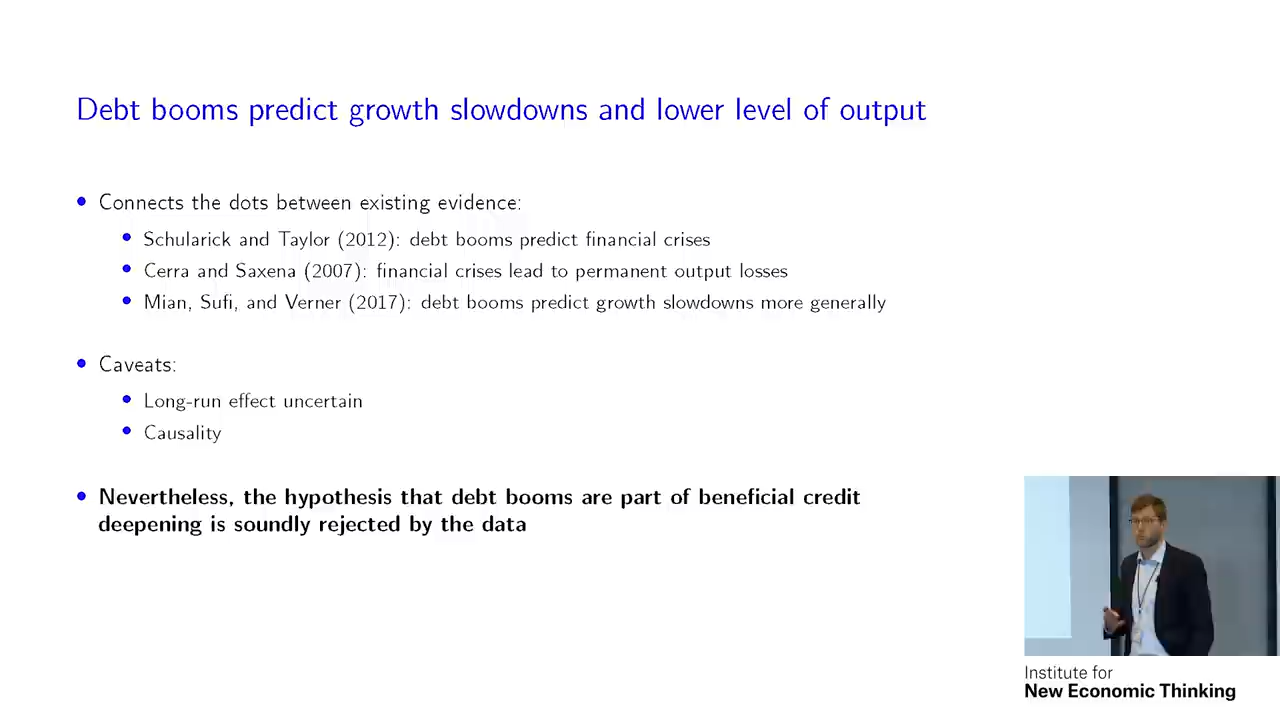 Debt booms predict growth slowdowns and lower level of output
• Connects the dots between existing evidence:
• Schularick and Taylor (2012): debt booms predict financial crises
• Cerra and Saxena (2007): financial crises lead to permanent output losses
• Mian, Sufi, and Verner (2017): debt booms predict growth slowdowns more generally
• Caveats:
• Long-run effect uncertain
• Causality
• Nevertheless, the hypothesis that debt booms are part of beneficial credit
deepening is soundly rejected by the data
Institute for
New Economic Thinking